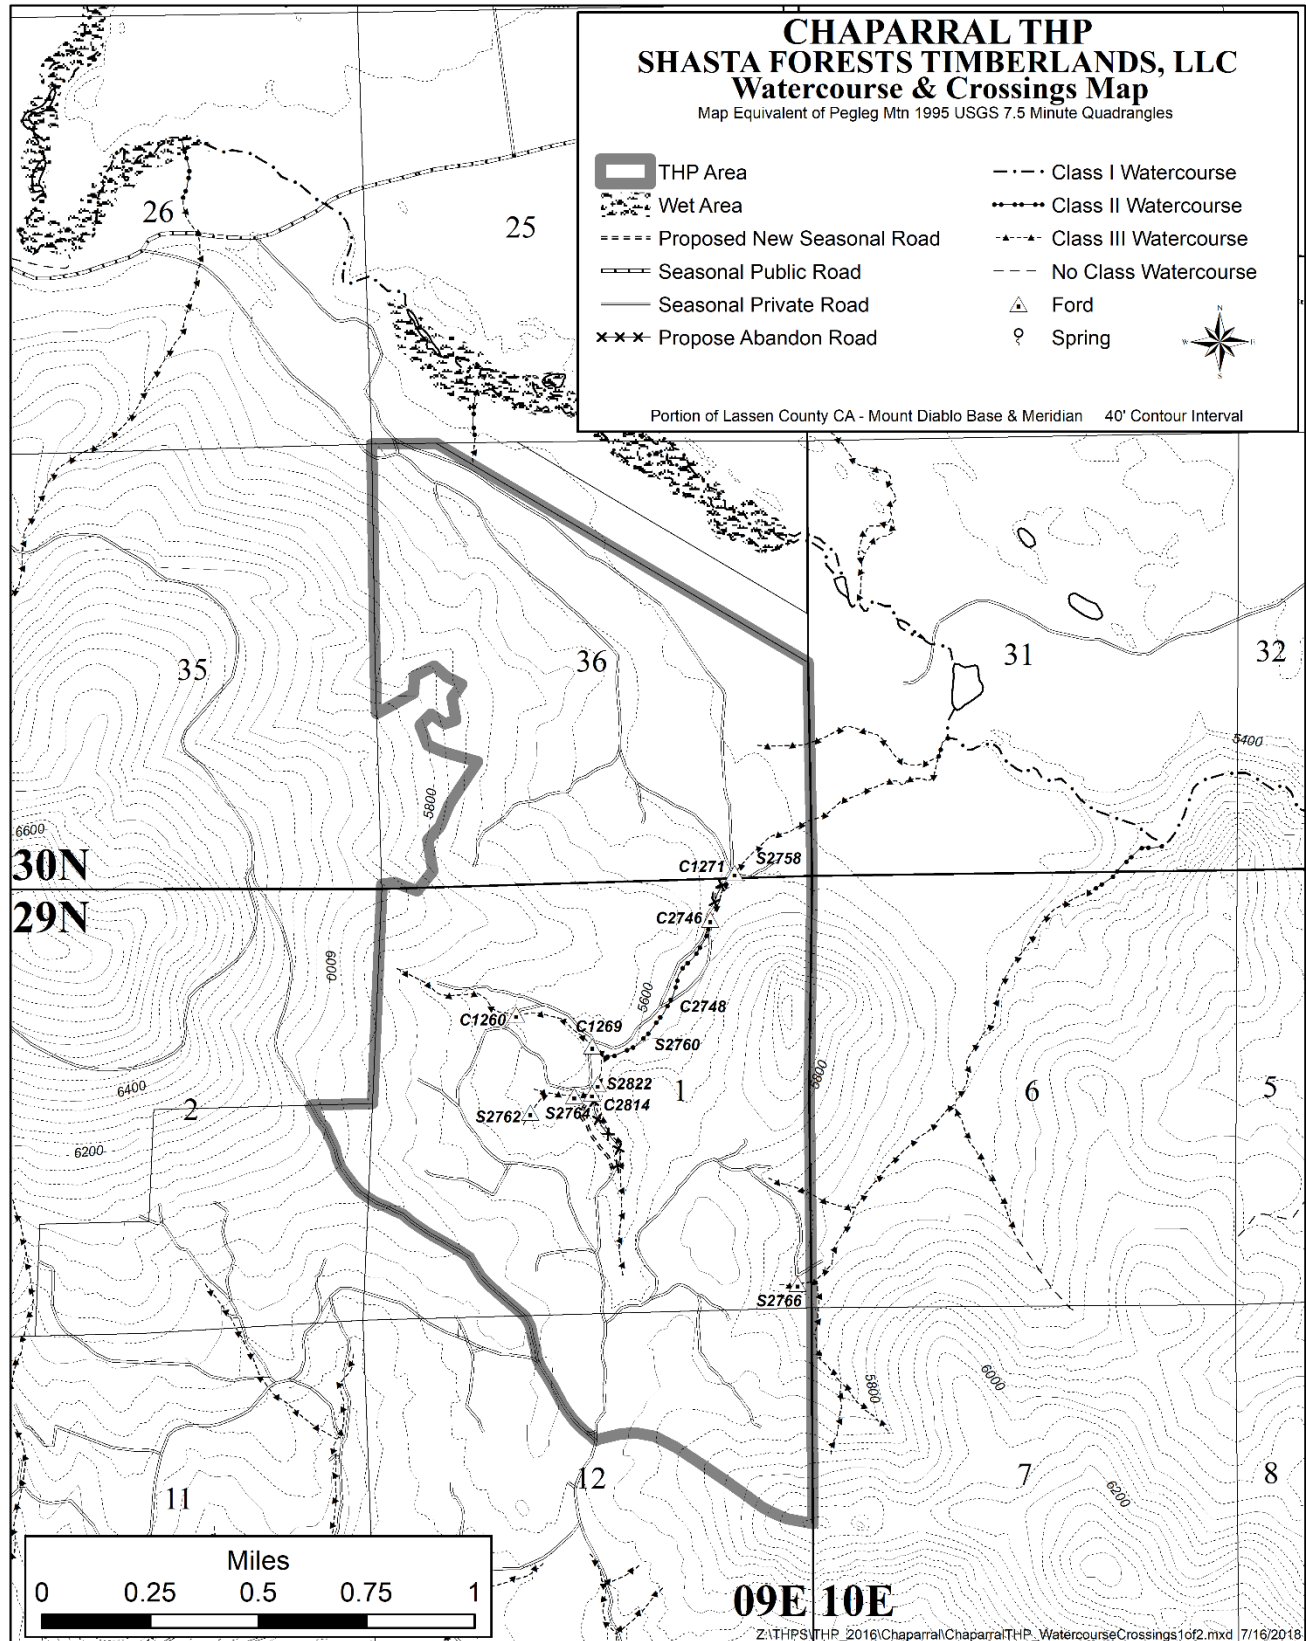 CHAPARRAL THP
SHASTA FORESTS TIMBERLANDS, LLC
Watercourse & Crossings Map
Map Equivalent of Pegleg Mtn 1995 USGS 7.5 Minute Quadrangles
THP Area
Wet Area
Proposed New Seasonal Road
Seasonal Public Road
Seasonal Private Road
Propose Abandon Road
Class I Watercourse
Class II Watercourse
Class III Watercourse
No Class Watercourse
Ford
Spring
N
W
E
S
Portion of Lassen County CA - Mount Diablo Base & Meridian 40' Contour Interval
26
25
35
36
31
32
5400
5800
6600
30N
29N
C1271
S2758
C2746
6000
5600
C2748
C1260
C1269
S2760
5800
S2822
6400
2
S2764
C2814
1
6
5
S2762
6200
S2766
5800
6000
11
12
7
8
6200
Miles
0 0.25 0.5 0.75 1
09E 10E
Z:\THPS\THP_2016\Chaparral\ChaparralTHP_WatercourseCrossings1of2.mxd 7/16/2018